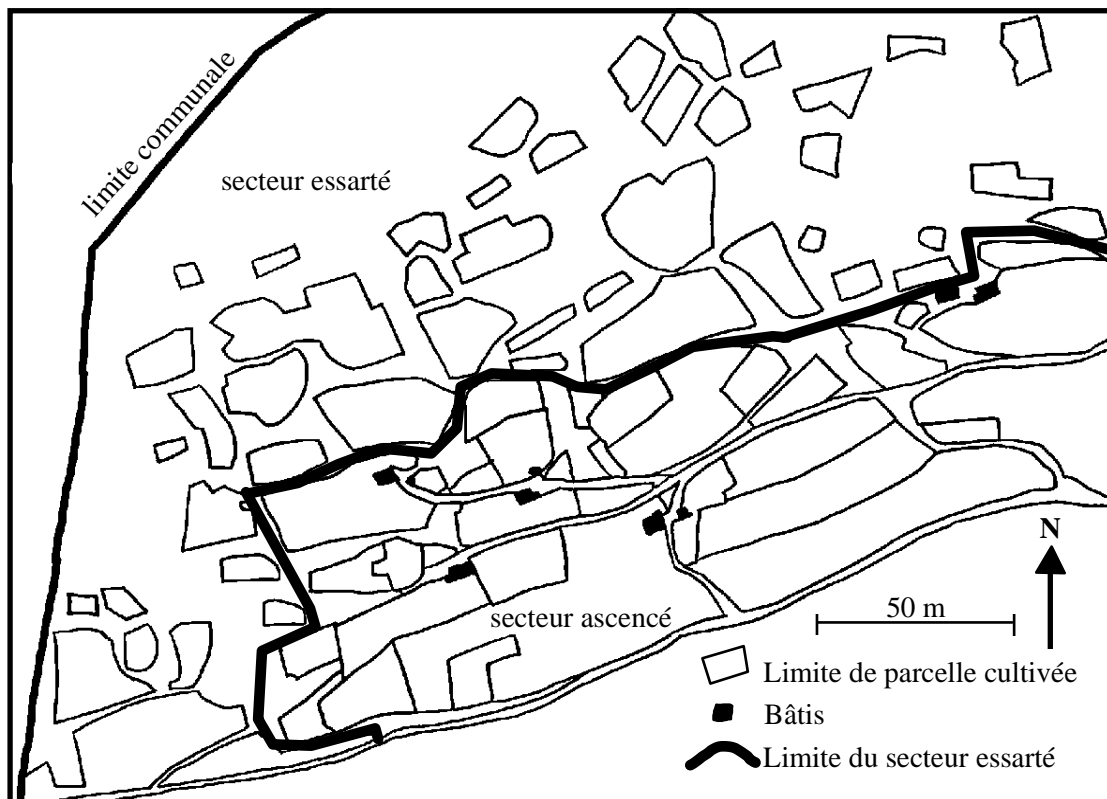 limite communale
secteur essarté
N
secteur ascencé
50 m
Limite de parcelle cultivée
Bâtis
Limite du secteur essarté